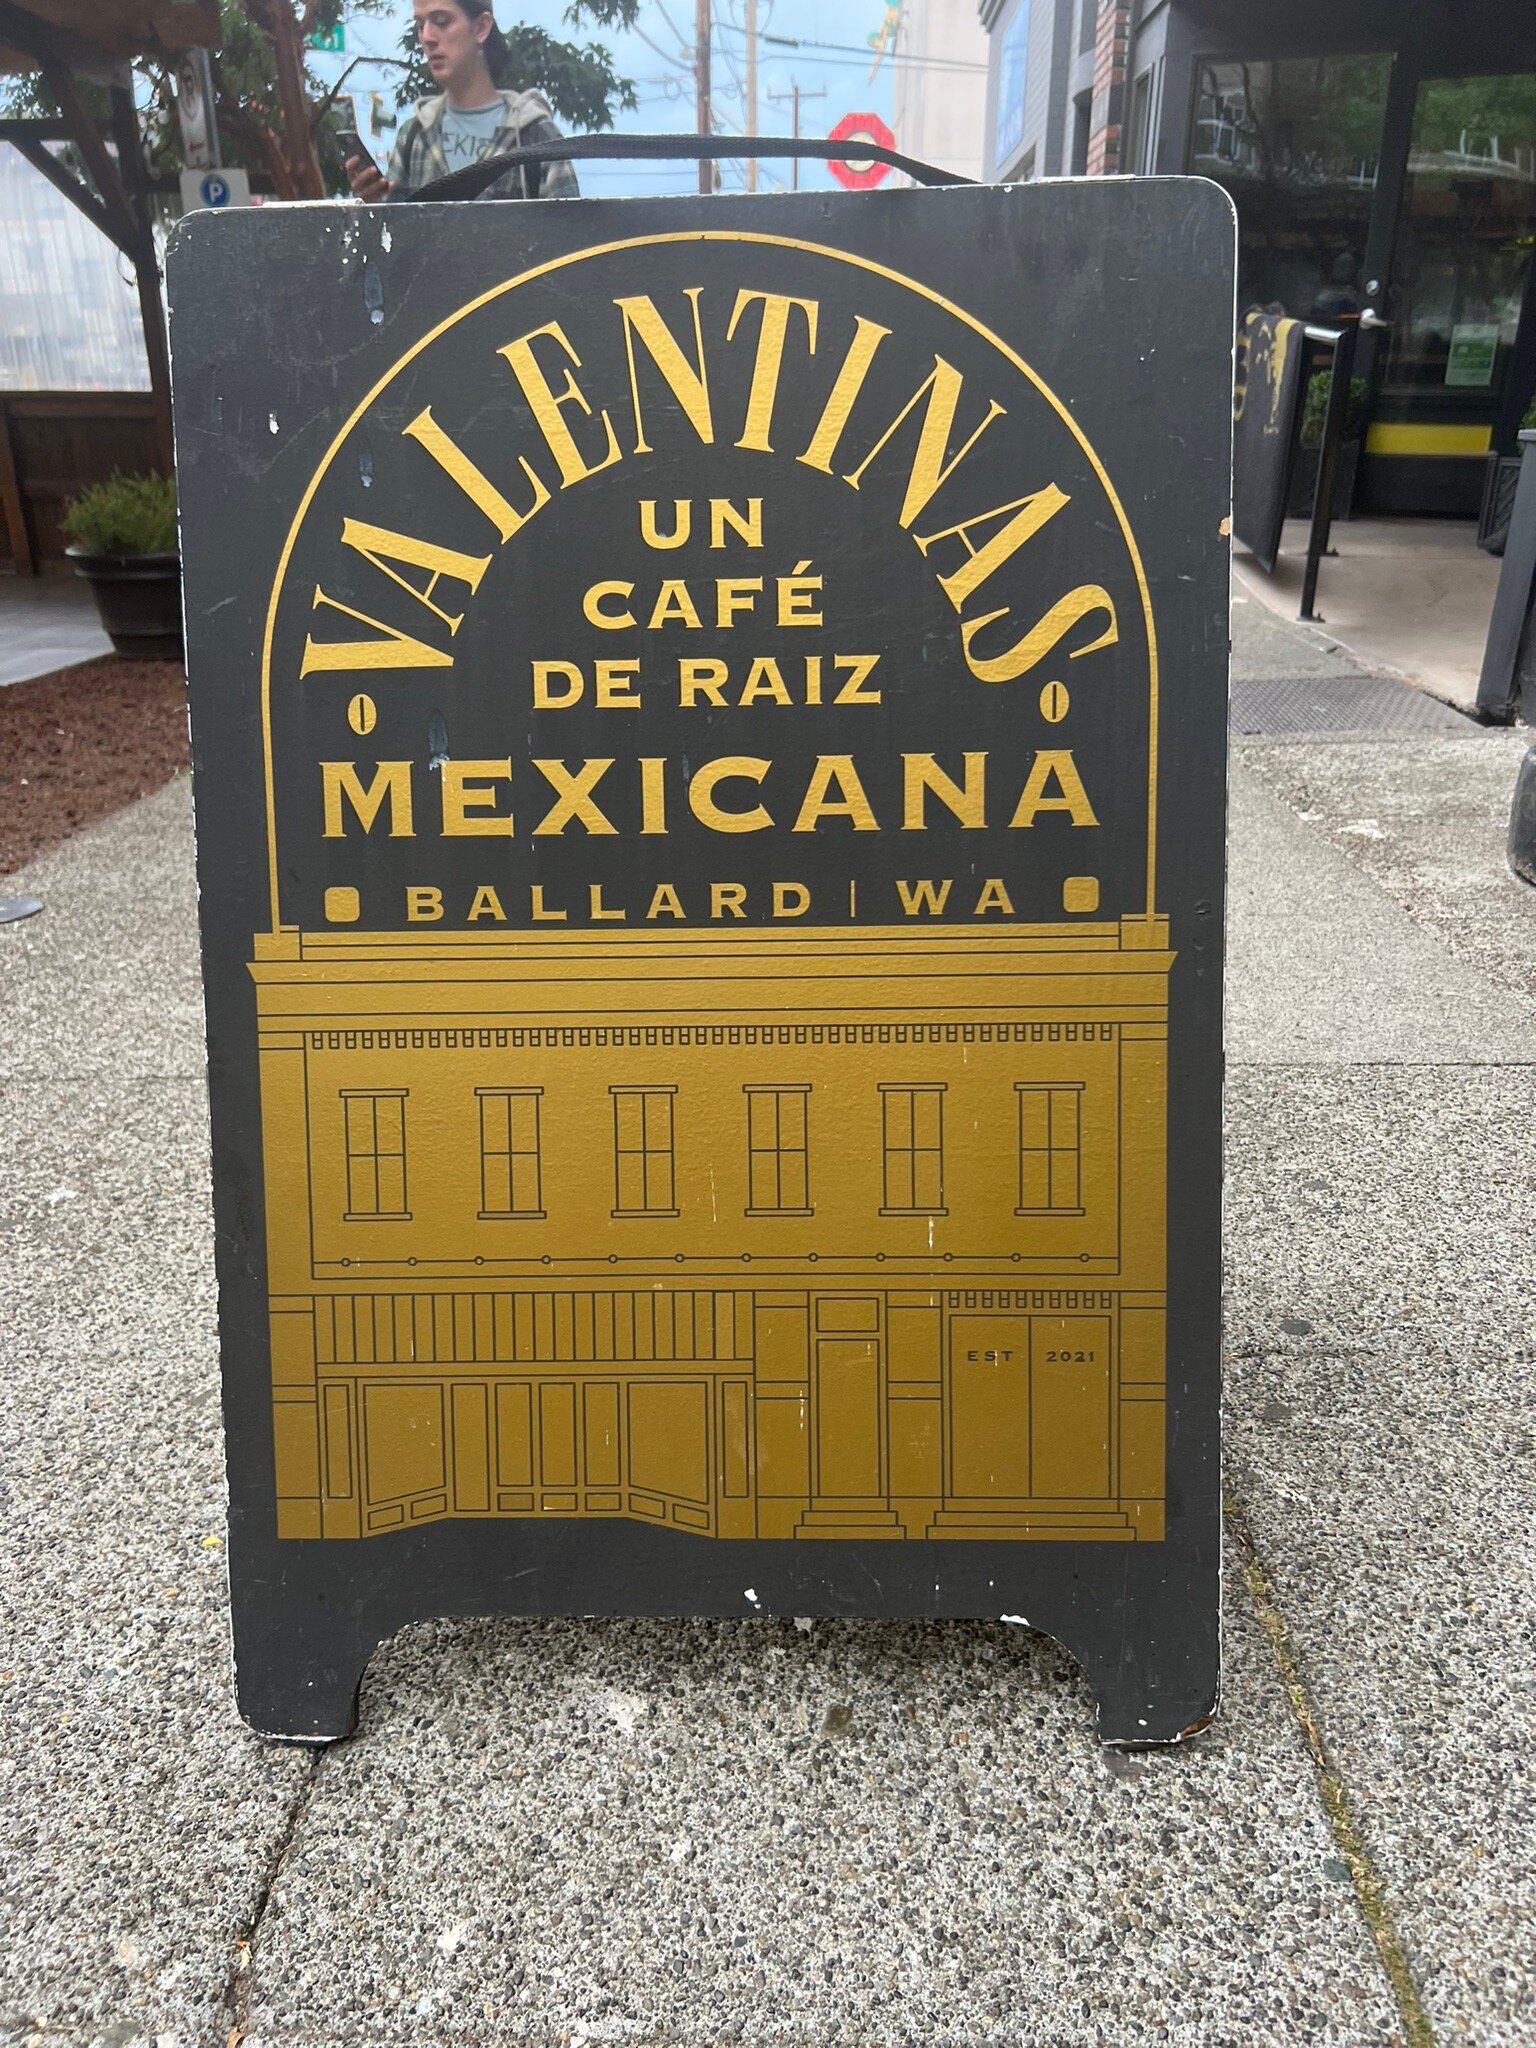 VALENTINAS
UN
CAFÉ
DE RAIZ
MEXICANA
BALLARD | WA
EST 2021
P